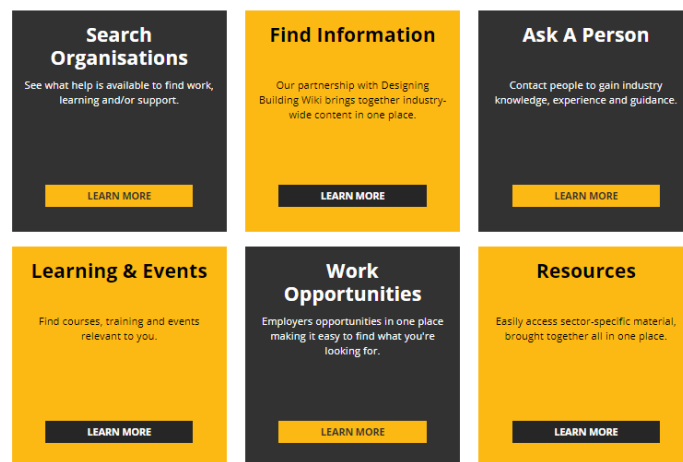 Search
Organisations
See what help is available to find work,
learning and/or support.
LEARN MORE
Find Information
Our partnership with Designing
Building Wiki brings together industry-
wide content in one place.
LEARN MORE
Ask A Person
Contact people to gain industry
knowledge, experience and guidance.
LEARN MORE
Learning & Events
Find courses, training and events
relevant to you.
LEARN MORE
Work
Opportunities
Employers opportunities in one place
making it easy to find what you're
looking for.
LEARN MORE
Resources
Easily access sector-specific material,
brought together all in one place.
LEARN MORE